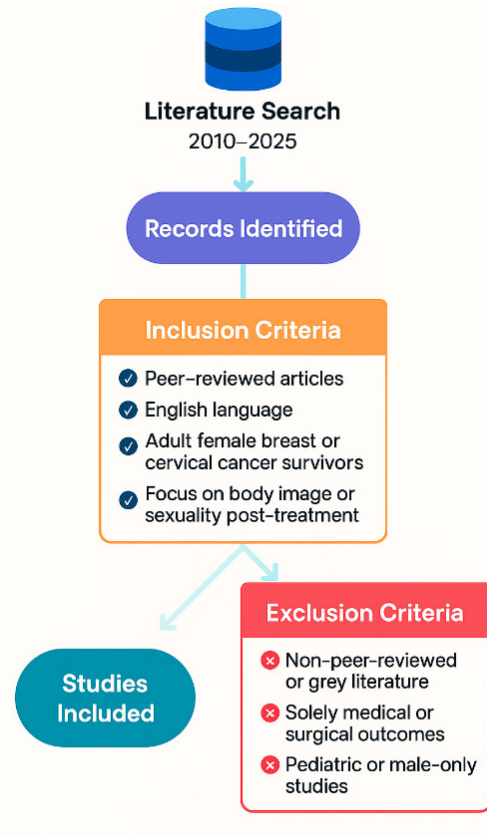 Literature Search
2010–2025
Records Identified
Inclusion Criteria
Peer–reviewed articles
English language
Adult female breast or
cervical cancer survivors
Focus on body image or
sexuality post–treatment
Studies
Included
Exclusion Criteria
Non–peer–reviewed
or grey literature
Solely medical or
surgical outcomes
Pediatric or male–only
studies